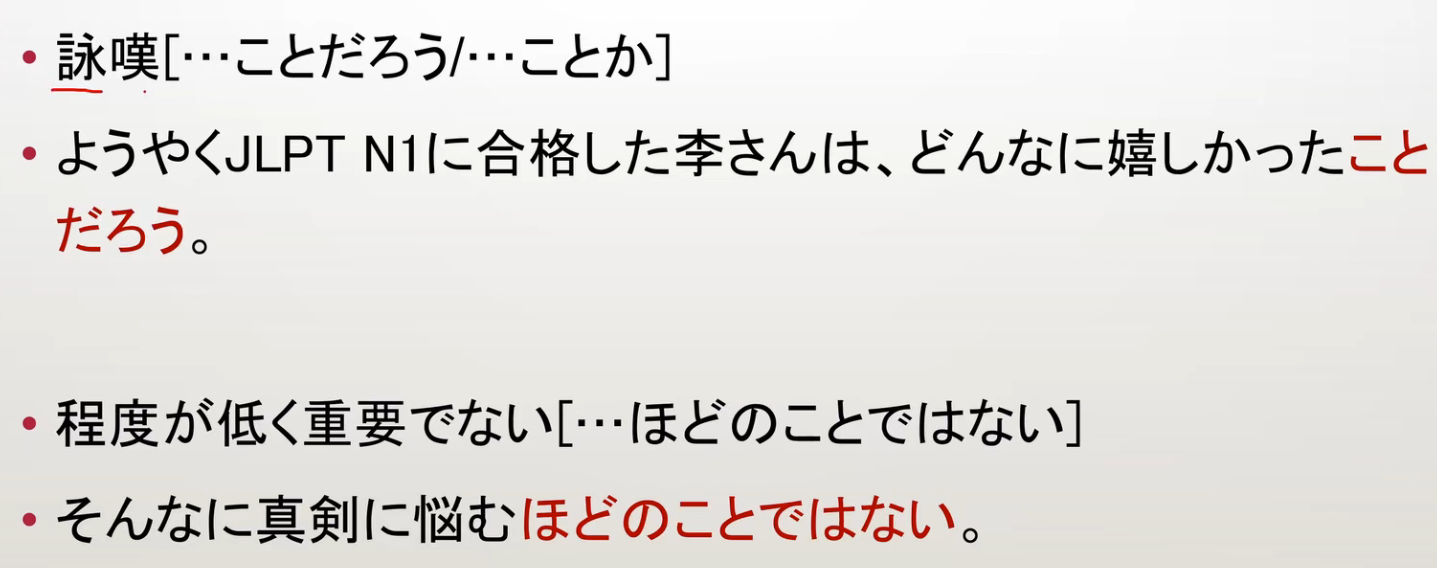 • 詠嘆[…ことだろう/…ことか]
• ようやくJLPT N1に合格した李さんは、どんなに嬉しかったこと
だろう。
• 程度が低く重要でない[…ほどのことではない]
• そんなに真剣に悩むほどのことではない。